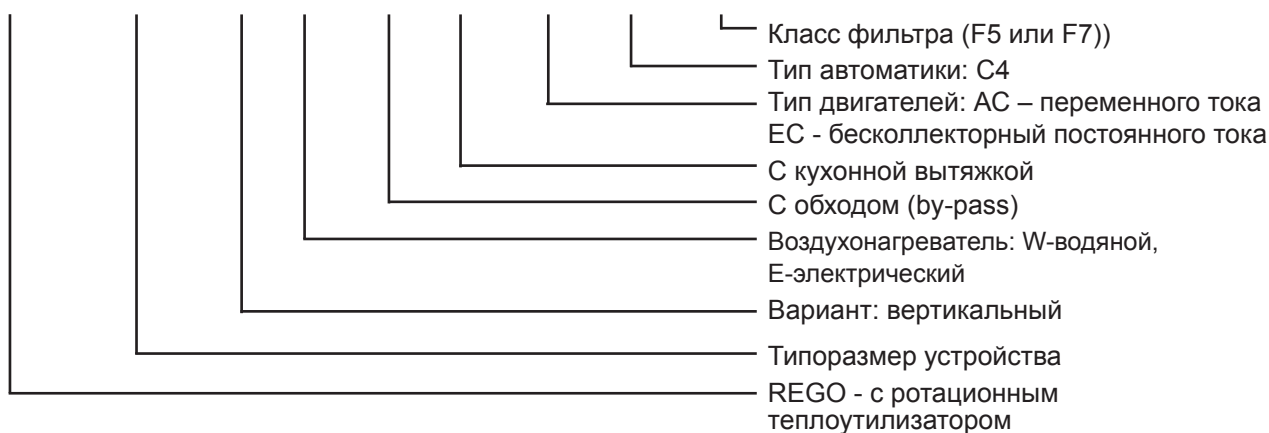 Класс фильтра (F5 или F7))
Тип автоматики: C4
Тип двигателей: AC – переменного тока
EC - бесколлекторный постоянного тока
С кухонной вытяжкой
С обходом (by-pass)
Воздухонагреватель: W-водяной,
E-электрический
Вариант: вертикальный
Типоразмер устройства
REGO - с ротационным
теплоутилизатором